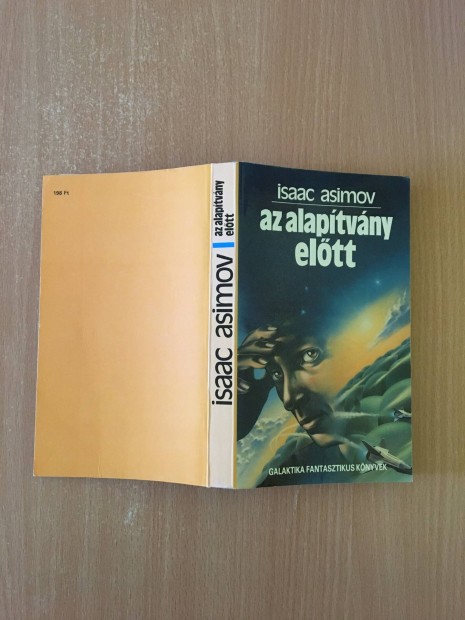 198 Ft
isaac asimov
az alapítvány
előtt
isaac asimov
az alapítvány
előtt
GALAKTIKA FANTASZTIKUS KÖNYVEK